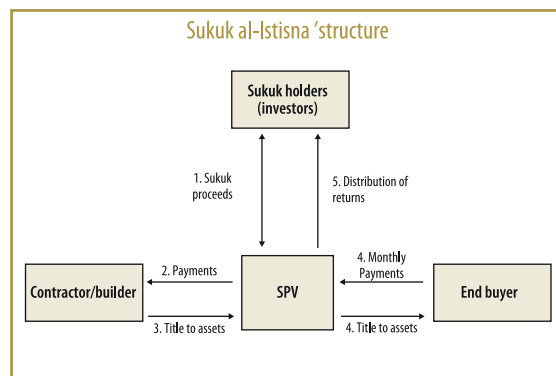 Sukuk al-Istisna ’structure
Sukuk holders
(investors)
1. Sukuk
proceeds
5. Distribution of
returns
Contractor/builder
2. Payments
3. Title to assets
SPV
4. Monthly
Payments
4. Title to assets
End buyer